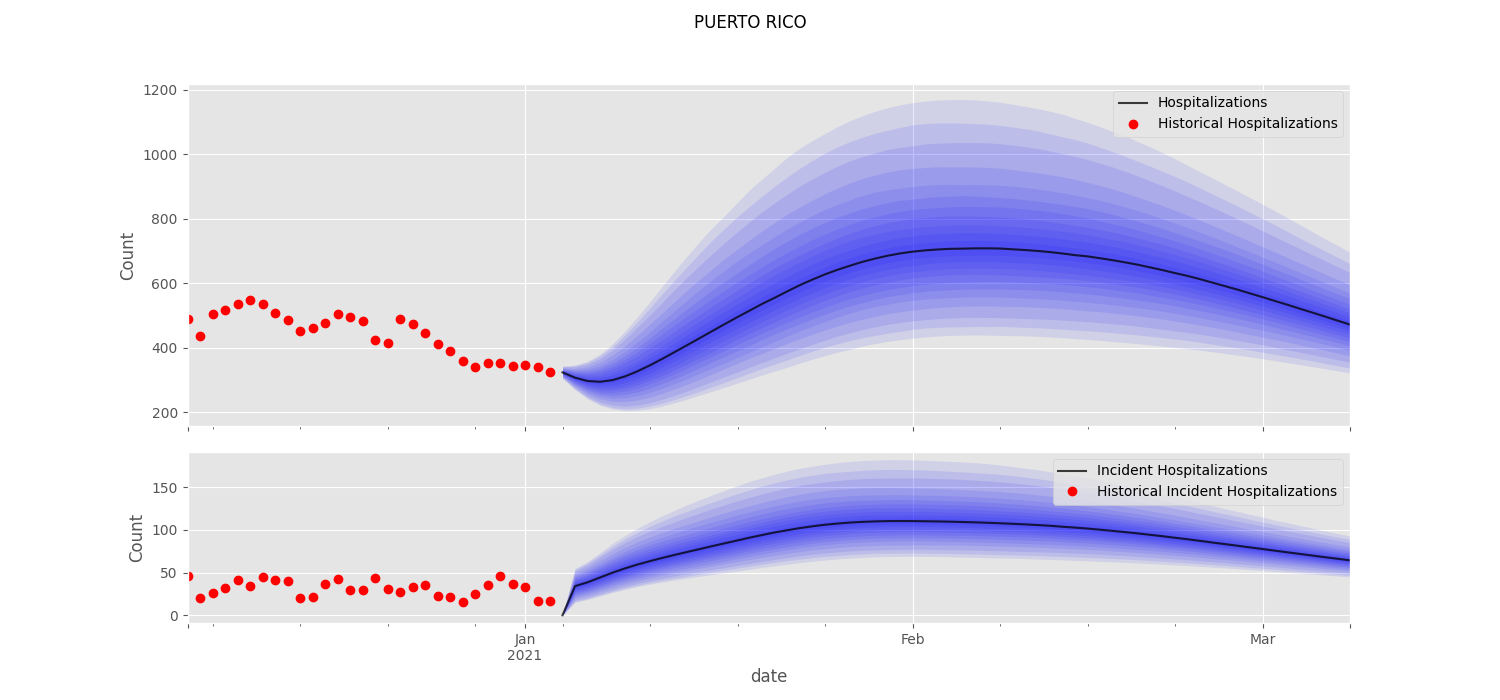 PUERTO RICO
1200
1000
800
600
400
200
Count
Hospitalizations
Historical Hospitalizations
150
100
50
0
Count
Incident Hospitalizations
Historical Incident Hospitalizations
Jan
2021
Feb
Mar
date